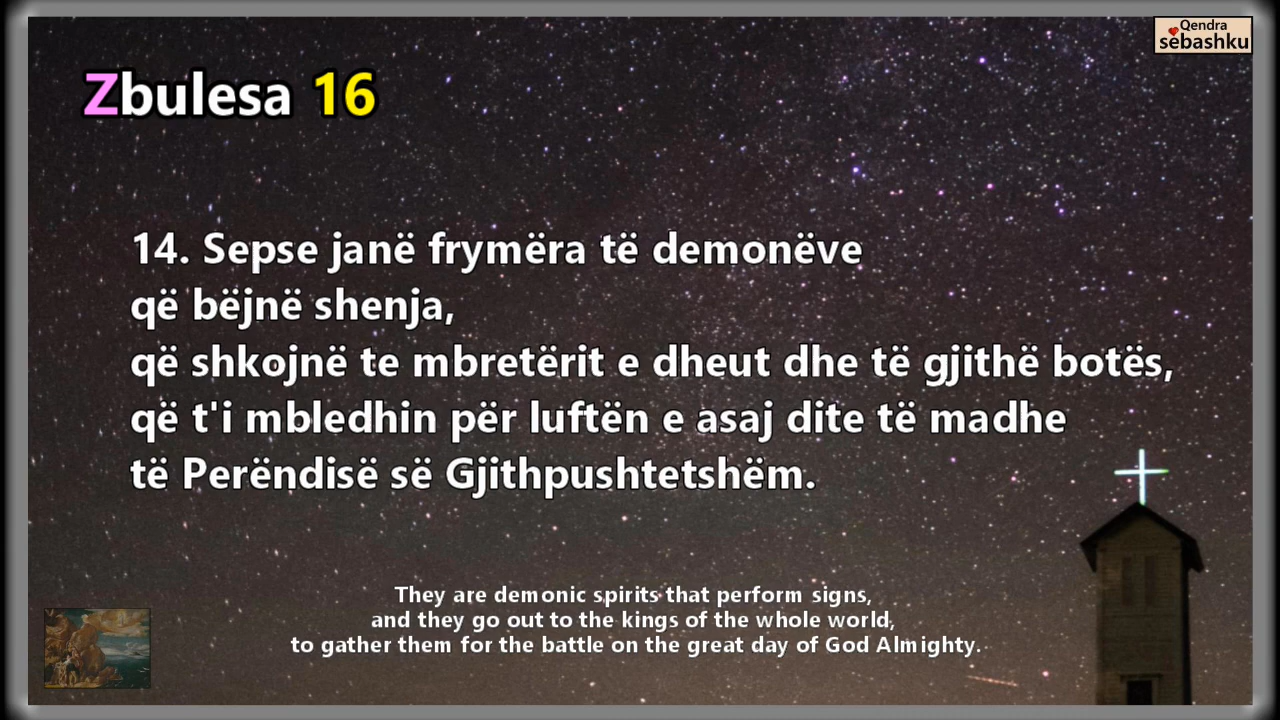 Qendra
sëbashku
Zbulesa 16
14. Sepse janë frymëra të demonëve
që bëjnë shenja,
që shkojnë te mbretërit e dheut dhe të gjithë botës,
që t'i mbledhin për luftën e asaj dite të madhe
të Perëndisë së Gjithpushtetshëm.
They are demonic spirits that perform signs,
and they go out to the kings of the whole world,
to gather them for the battle on the great day of God Almighty.